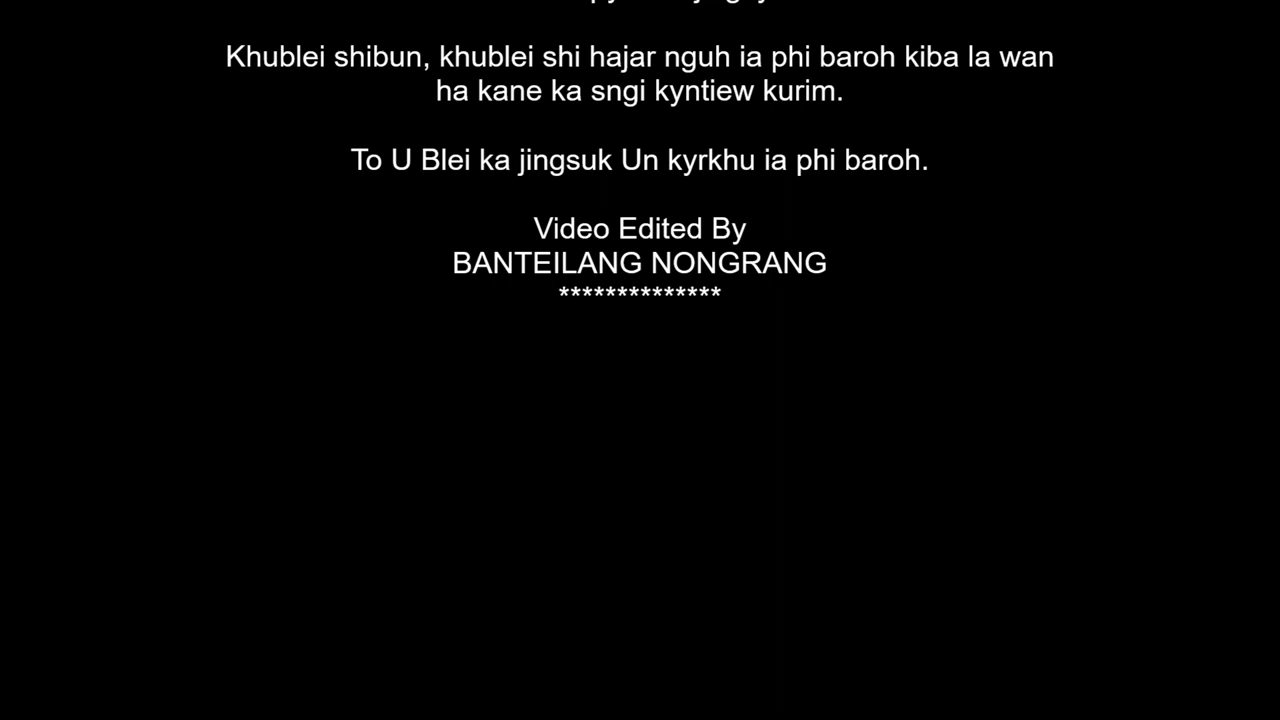 Khublei shibun, khublei shi hajar nguh ia phi baroh kiba la wan
ha kane ka sngi kyntiew kurim.
To U Blei ka jingsuk Un kyrkhu ia phi baroh.
Video Edited By
BANTEILANG NONGRANG
**************